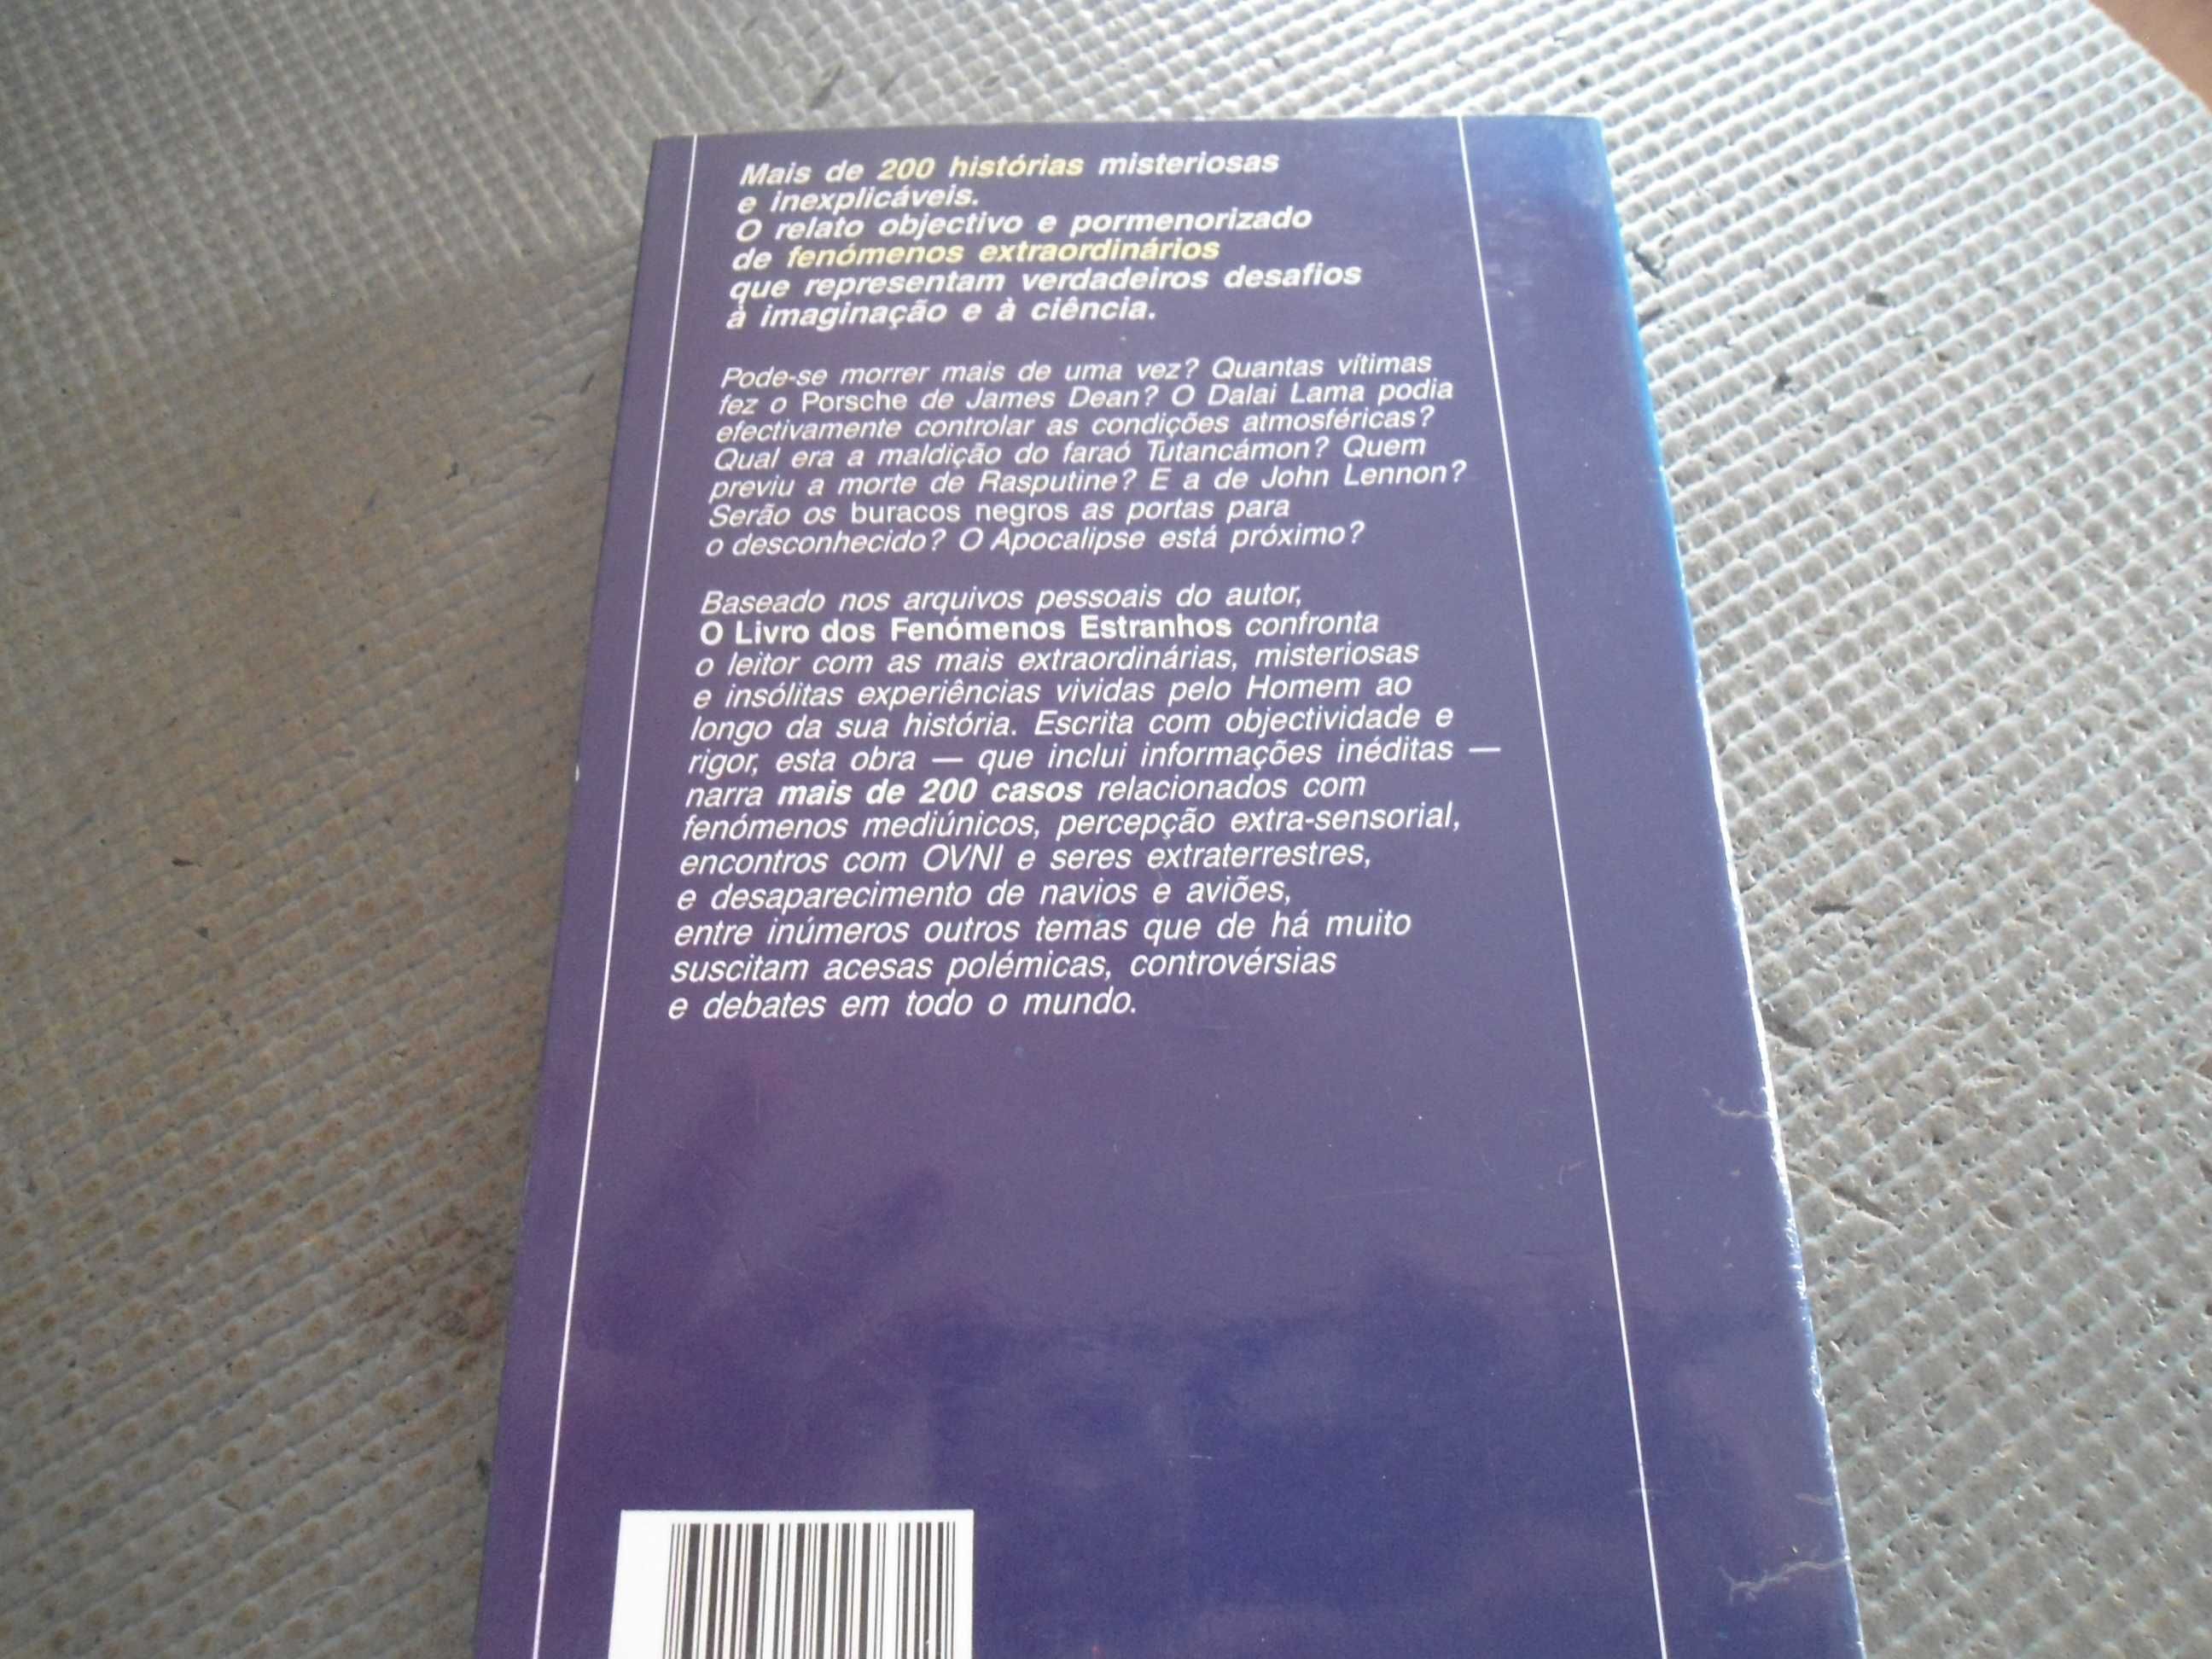 Mais de 200 histórias misteriosas
e inexplicáveis.
O relato objectivo e pormenorizado
de fenómenos extraordinários
que representam verdadeiros desafios
à imaginação e à ciência.
Pode-se morrer mais de uma vez? Quantas vítimas
fez o Porsche de James Dean? O Dalai Lama podia
efectivamente controlar as condições atmosféricas?
Qual era a maldição do faraó Tutancámon? Quem
previu a morte de Rasputine? E a de John Lennon?
Serão os buracos negros as portas para
o desconhecido? O Apocalipse está próximo?
Baseado nos arquivos pessoais do autor,
O Livro dos Fenómenos Estranhos confronta
o leitor com as mais extraordinárias, misteriosas
e insólitas experiências vividas pelo Homem ao
longo da sua história. Escrita com objectividade e
rigor, esta obra — que inclui informações inéditas —
narra mais de 200 casos relacionados com
fenómenos mediúnicos, percepção extra-sensorial,
encontros com OVNI e seres extraterrestres,
e desaparecimento de navios e aviões,
entre inúmeros outros temas que de há muito
suscitam acesas polémicas, controvérsias
e debates em todo o mundo.